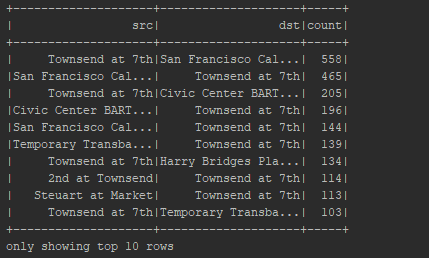 +--------------------+--------------------+-----+
|                 src|                 dst|count|
+--------------------+--------------------+-----+
|     Townsend at 7th|San Francisco Cal...|  558|
|San Francisco Cal...|     Townsend at 7th|  465|
|     Townsend at 7th|Civic Center BART...|  205|
|Civic Center BART...|     Townsend at 7th|  196|
|San Francisco Cal...|     Townsend at 7th|  144|
|Temporary Transba...|     Townsend at 7th|  139|
|     Townsend at 7th|Harry Bridges Pla...|  134|
|     2nd at Townsend|     Townsend at 7th|  114|
|   Steuart at Market|     Townsend at 7th|  113|
|     Townsend at 7th|Temporary Transba...|  103|
+--------------------+--------------------+-----+
only showing top 10 rows